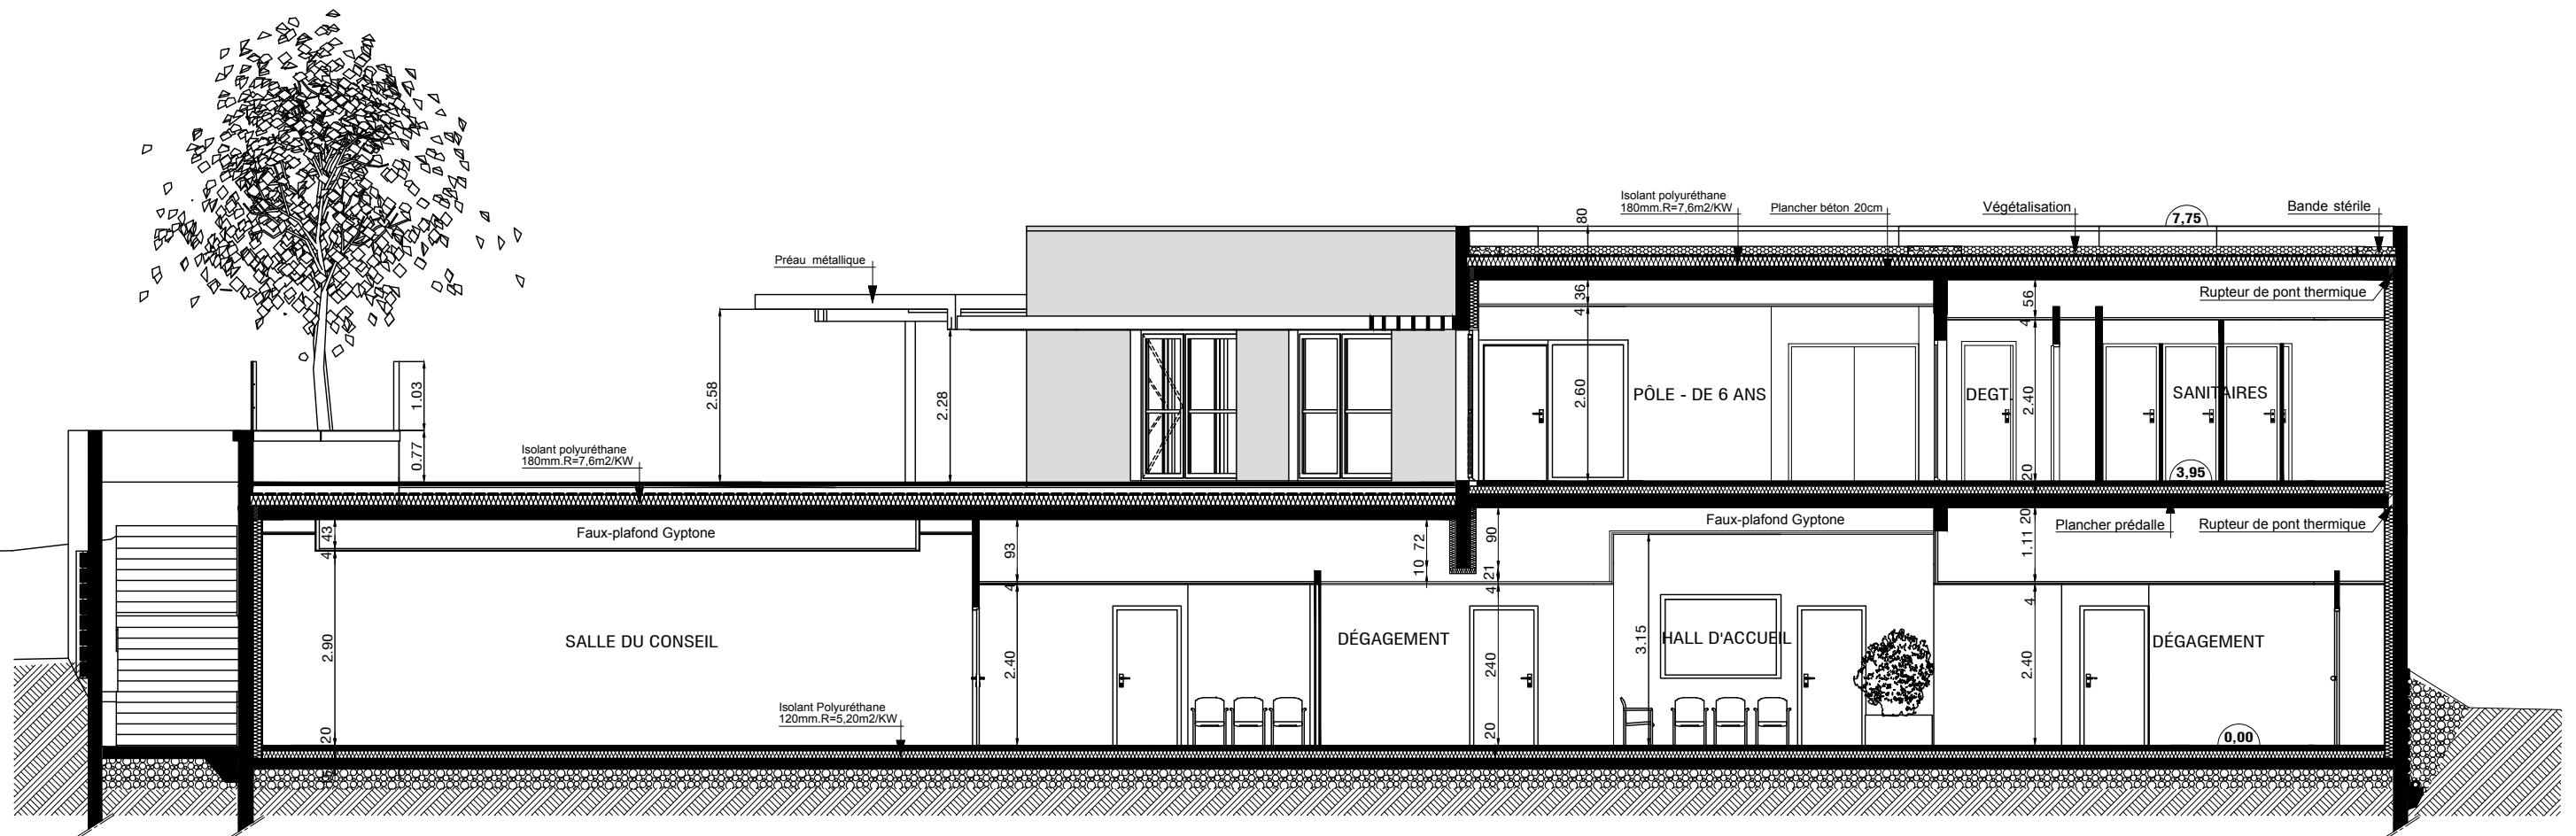 Isolant polyuréthane
180mm.R=7,6m2/KW
Plancher béton 20cm
Végétalisation
7,75
Bande stérile
80
Préau métallique
Rupteur de pont thermique
36
4
56
4
1.03
0.77
2.58
2.28
2.60
PÔLE - DE 6 ANS
DEGT.
2.40
SANITAIRES
Isolant polyuréthane
180mm.R=7,6m2/KW
20
3,95
43
4
Faux-plafond Gyptone
93
4
72
10
90
21
4
Faux-plafond Gyptone
20
1.11
4
Plancher prédalle
Rupteur de pont thermique
2.90
SALLE DU CONSEIL
2.40
DÉGAGEMENT
240
3.15
HALL D'ACCUEIL
2.40
DÉGAGEMENT
Isolant Polyuréthane
120mm.R=5,20m2/KW
20
20
0,00